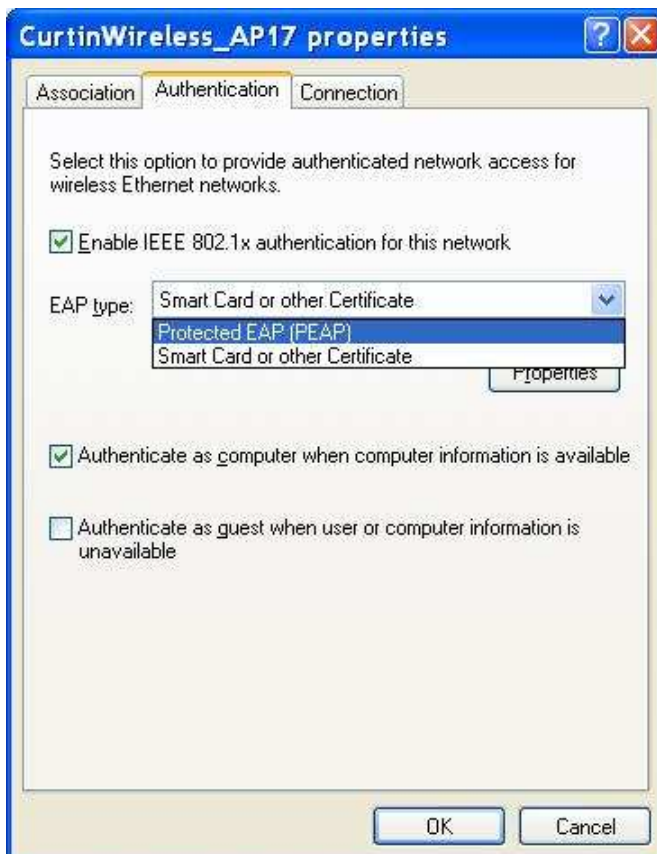 CurtinWireless_AP17 properties
Association Authentication Connection
Select this option to provide authenticated network access for
wireless Ethernet networks.
Enable IEEE 802.1x authentication for this network
EAP type: Smart Card or other Certificate
Protected EAP (PEAP)
Smart Card or other Certificate
Properties
Authenticate as computer when computer information is available
Authenticate as guest when user or computer information is
unavailable
OK Cancel